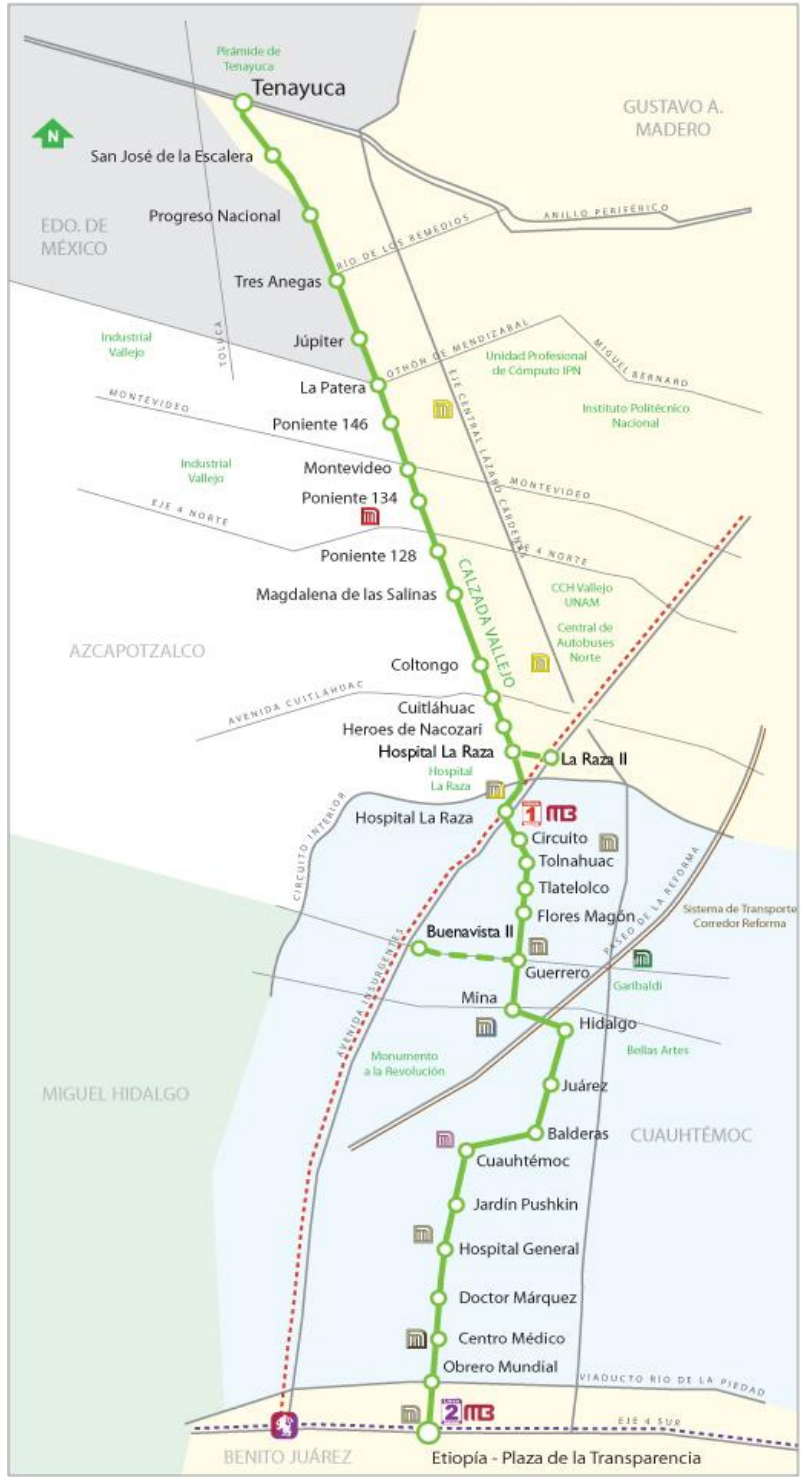 Pirámide de
Tenayuca
Tenayuca
GUSTAVO A.
MADERO
N
San José de la Escalera
EDO. DE
MÉXICO
Progreso Nacional
ANILLO PERIFÉRICO
RÍO DE LOS REMEDIOS
Tres Anegas
TOLUCA
Industrial
Vallejo
Júpiter
OTHÓN DE MENDIZABAL
Unidad Profesional
de Cómputo IPN
MIGUEL BERNARD
La Patera
EJE CENTRAL LÁZARO CARDENAS
Instituto Politécnico
Nacional
MONTEVIDEO
Poniente 146
Industrial
Vallejo
Montevideo
MONTEVIDEO
Poniente 134
EJE 4 NORTE
EJE 4 NORTE
Poniente 128
CALZADA VALLEJO
CCH Vallejo
UNAM
Magdalena de las Salinas
Central de
Autobuses
Norte
AZCAPOTZALCO
Coltongo
AVENIDA CUITLÁHUAC
Cuitláhuac
Heroes de Nacozari
Hospital La Raza
La Raza II
Hospital
La Raza
CIRCUITO INTERIOR
Hospital La Raza
1 MB
Circuito
Tolnahuac
Tlatelolco
PASEO DE LA REFORMA
Sistema de Transporte
Corredor Reforma
Flores Magón
Buenavista II
Guerrero
Garibaldi
AVENIDA INSURGENTES
Mina
Hidalgo
Monumento
a la Revolución
Bellas Artes
Juárez
MIGUEL HIDALGO
Balderas
CUAUHTÉMOC
Cuauhtémoc
Jardín Pushkin
Hospital General
Doctor Márquez
Centro Médico
Obrero Mundial
VIADUCTO RÍO DE LA PIEDAD
2 MB
EJE 4 SUR
BENITO JUÁREZ
Etiopía - Plaza de la Transparencia